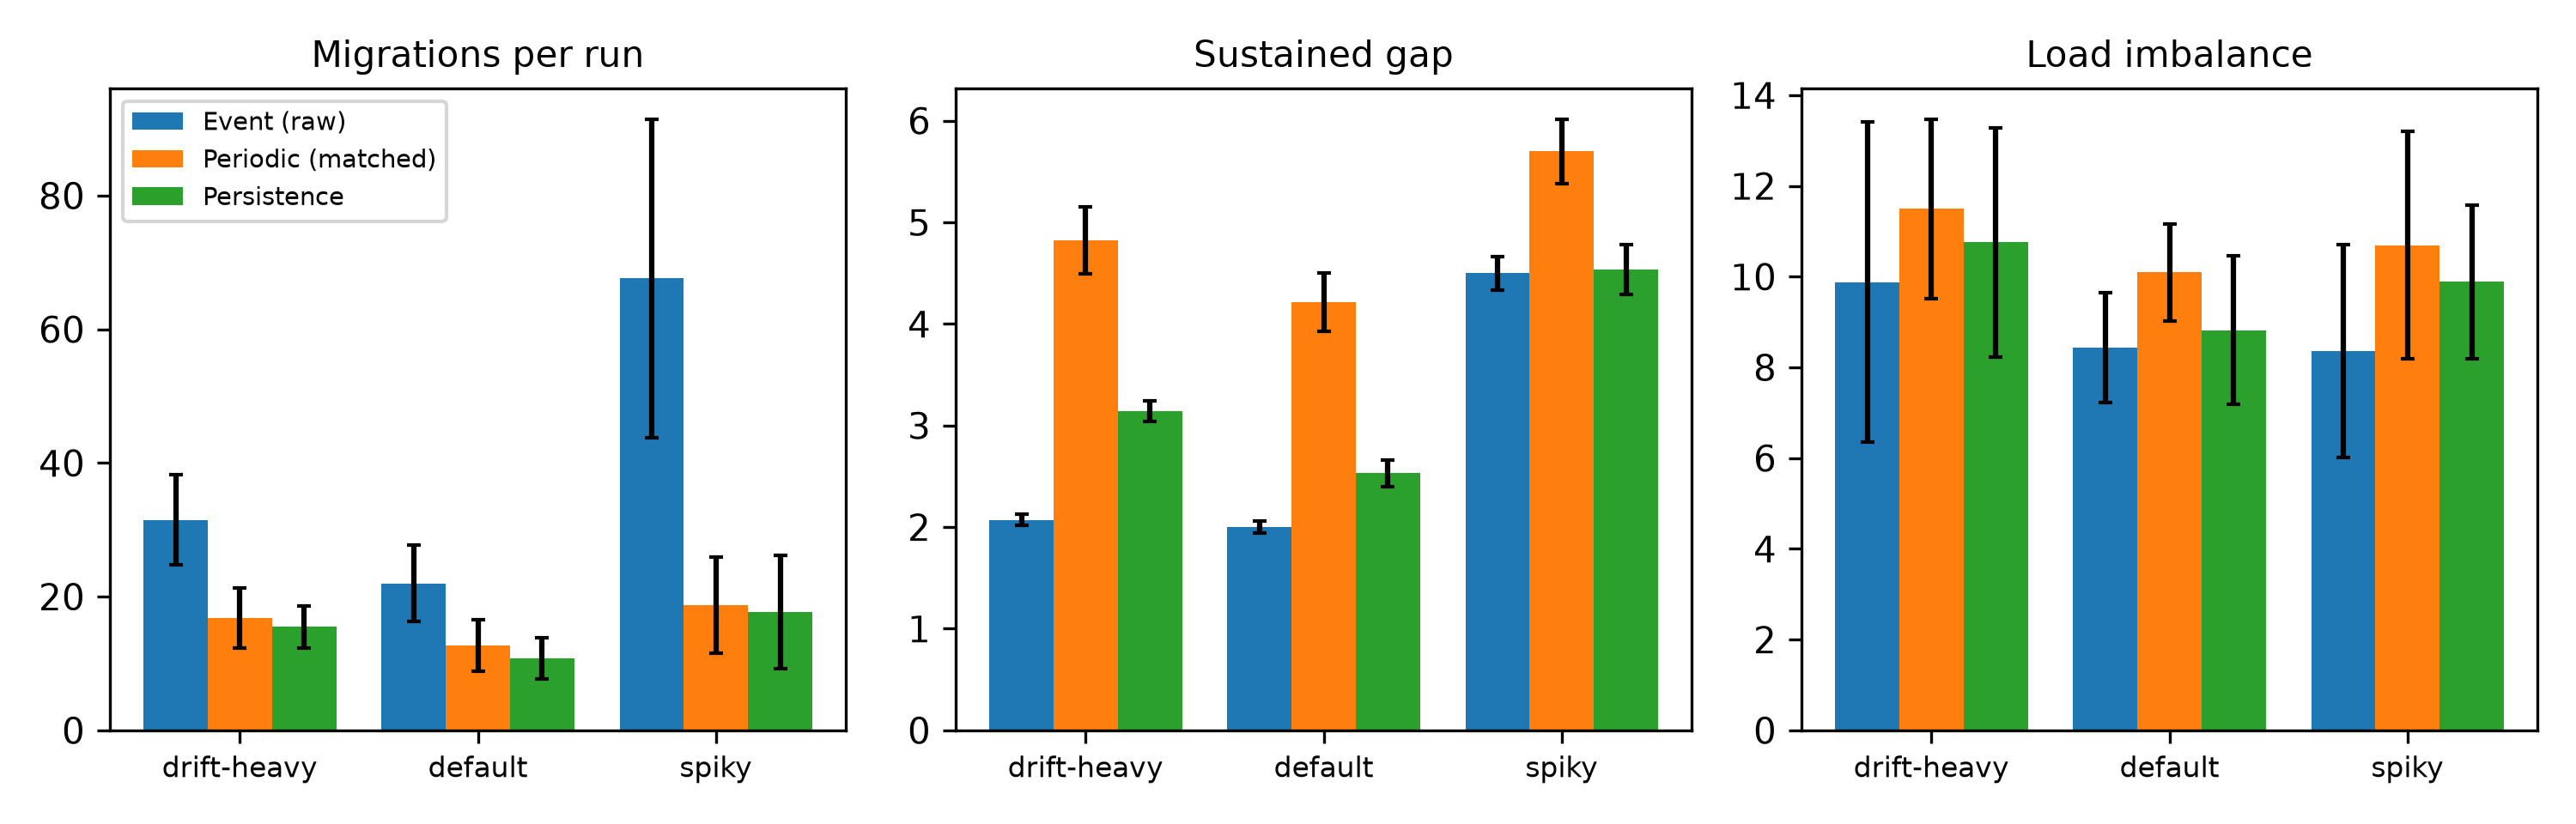 Migrations per run
Event (raw)
Periodic (matched)
Persistence
80
60
40
20
0
drift-heavy
default
spiky
Sustained gap
6
5
4
3
2
1
0
drift-heavy
default
spiky
Load imbalance
14
12
10
8
6
4
2
0
drift-heavy
default
spiky